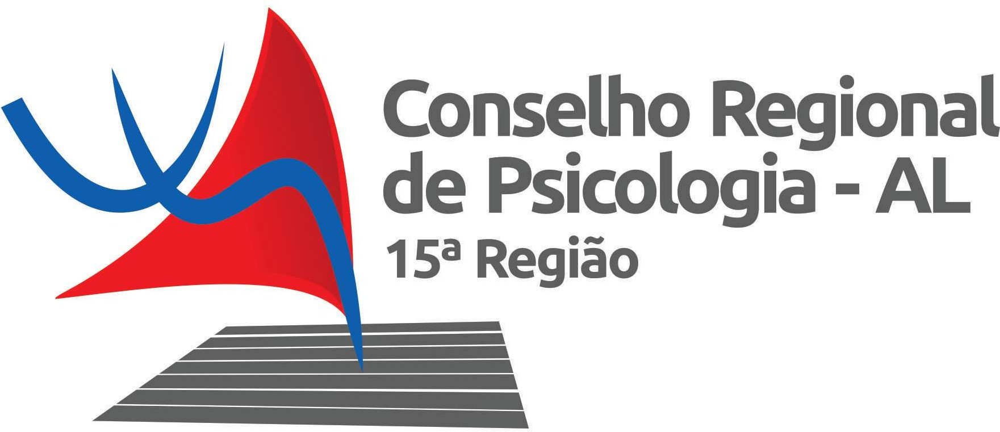 Conselho Regional
de Psicologia - AL
15ª Região